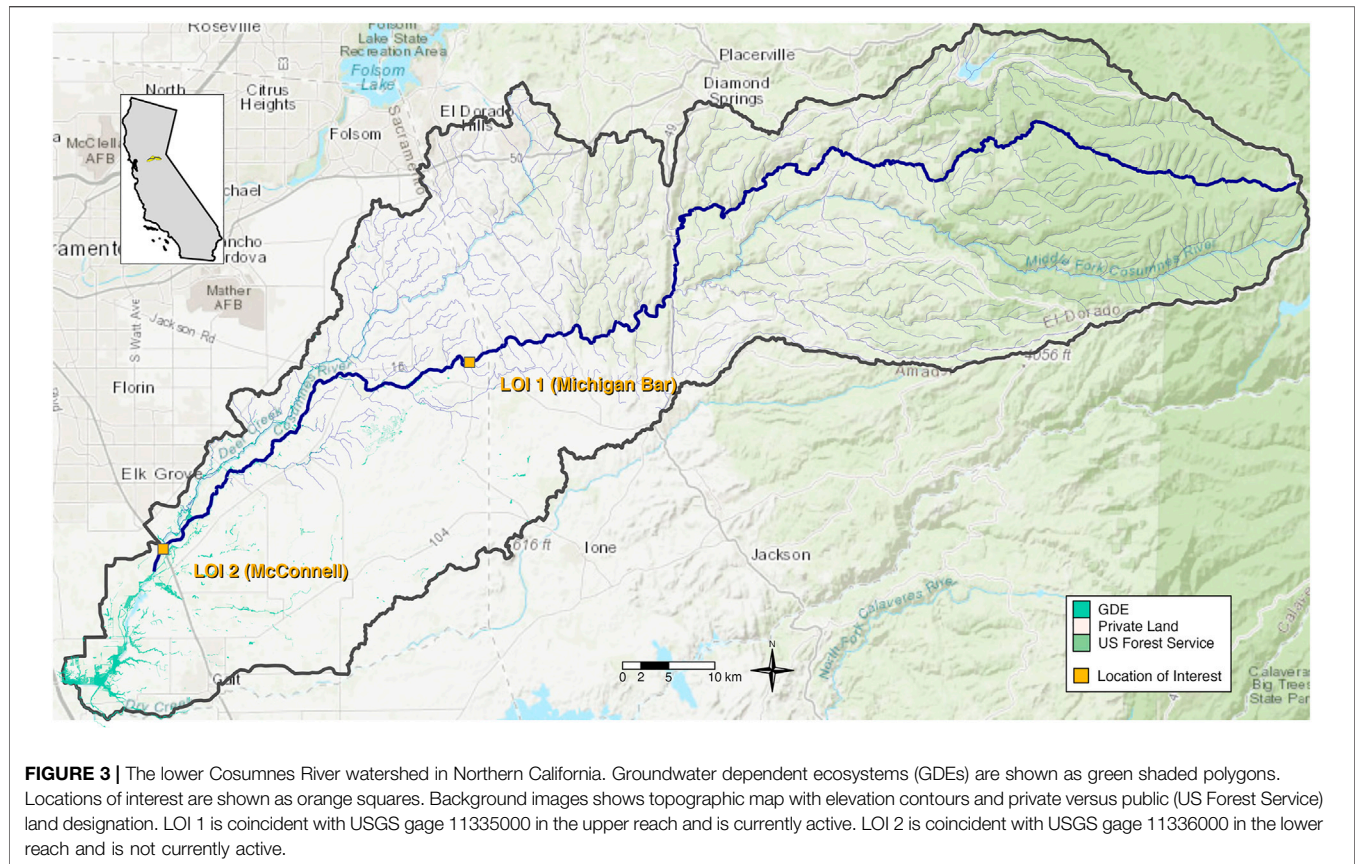 Roseville
Folsom
Lake State
Recreation Area
Folsom
Lake
Placerville
Diamond
Springs
North
Citrus
Heights
Folsom
El Dorado
Hills
Sacramento
49
50
McClell
AFB
ichael
ramento
ancho
rdova
Mather
AFB
S Watt Ave
Jackson Rd
Middle Fork Cosumnes River
El Dorado
4056 ft
Amad
Florin
16
LOI 1 (Michigan Bar)
Deer Creek
Cosumnes River
Elk Grove
LOI 2 (McConnell)
104
616 ft
Ione
Jackson
North Fork Calaveras River
Galt
Dry Creek
0 2 5 10 km
N
GDE
Private Land
US Forest Service
Location of Interest
Calaveras
Big Trees
State Par
FIGURE 3 | The lower Cosumnes River watershed in Northern California. Groundwater dependent ecosystems (GDEs) are shown as green shaded polygons.
Locations of interest are shown as orange squares. Background images shows topographic map with elevation contours and private versus public (US Forest Service)
land designation. LOI 1 is coincident with USGS gage 11335000 in the upper reach and is currently active. LOI 2 is coincident with USGS gage 11336000 in the lower
reach and is not currently active.